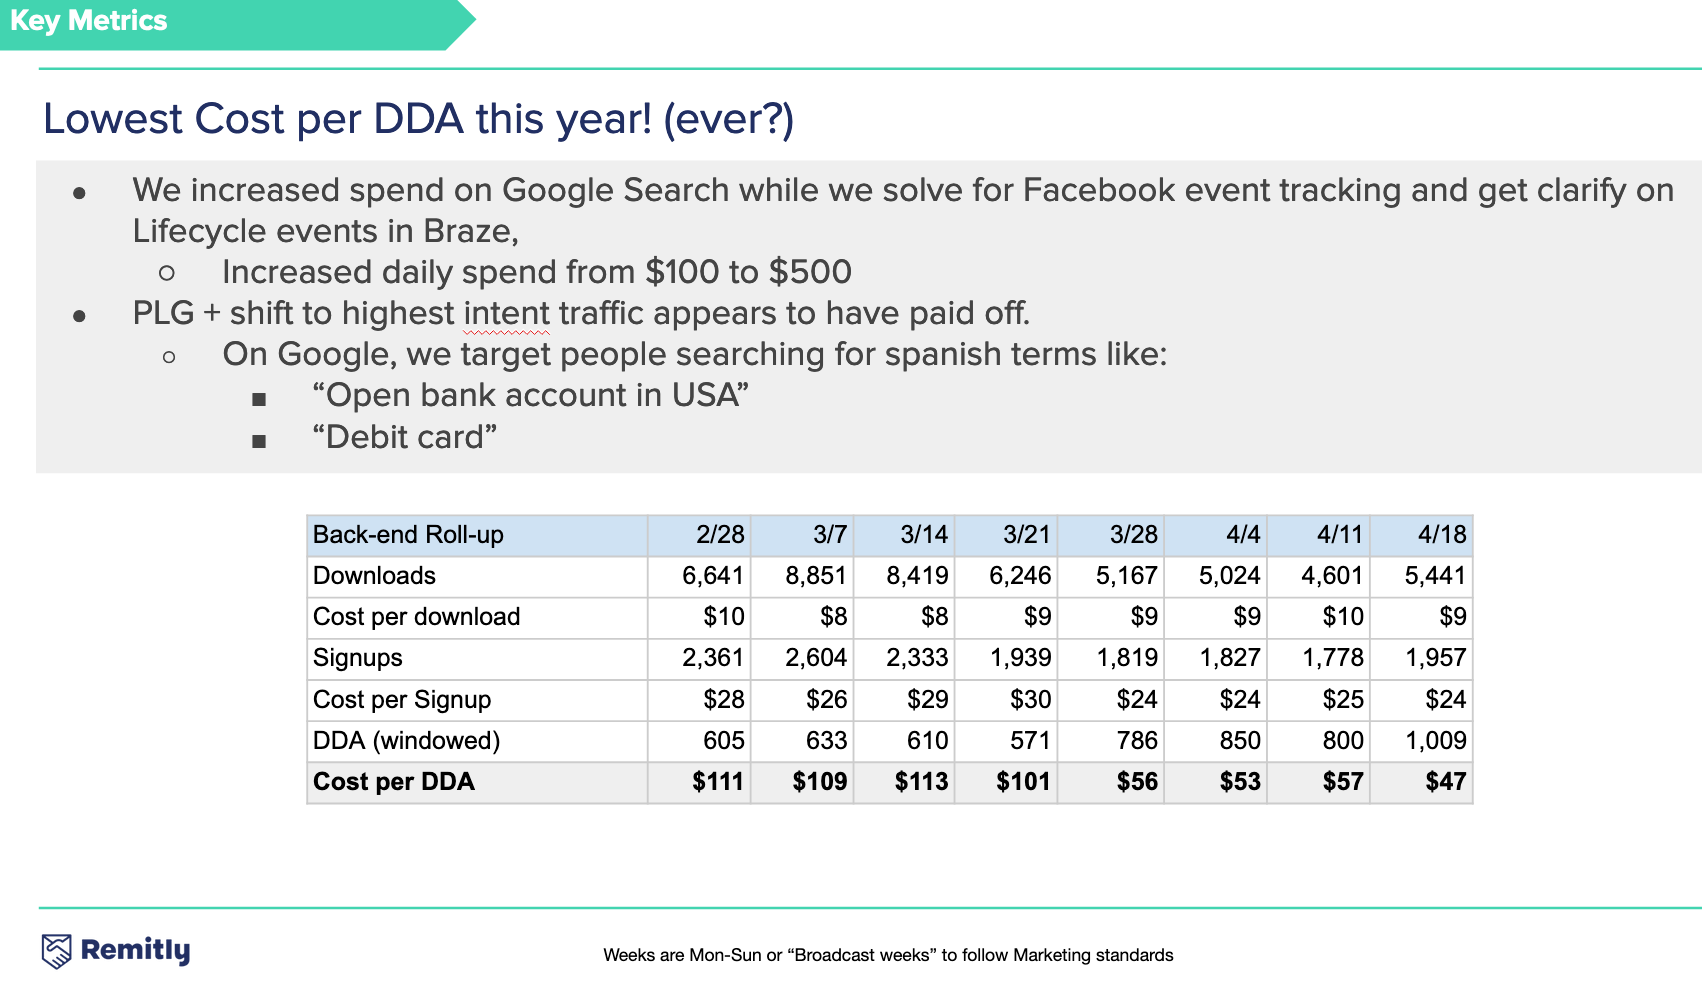 Key Metrics
Lowest Cost per DDA this year! (ever?)
● We increased spend on Google Search while we solve for Facebook event tracking and get clarify on
Lifecycle events in Braze,
○ Increased daily spend from $100 to $500
● PLG + shift to highest intent traffic appears to have paid off.
○ On Google, we target people searching for spanish terms like:
■ “Open bank account in USA”
■ “Debit card”
Back-end Roll-up 2/28 3/7 3/14 3/21 3/28 4/4 4/11 4/18
Downloads 6,641 8,851 8,419 6,246 5,167 5,024 4,601 5,441
Cost per download $10 $8 $8 $9 $9 $9 $10 $9
Signups 2,361 2,604 2,333 1,939 1,819 1,827 1,778 1,957
Cost per Signup $28 $26 $29 $30 $24 $24 $25 $24
DDA (windowed) 605 633 610 571 786 850 800 1,009
Cost per DDA $111 $109 $113 $101 $56 $53 $57 $47
Remitly
Weeks are Mon-Sun or “Broadcast weeks” to follow Marketing standards